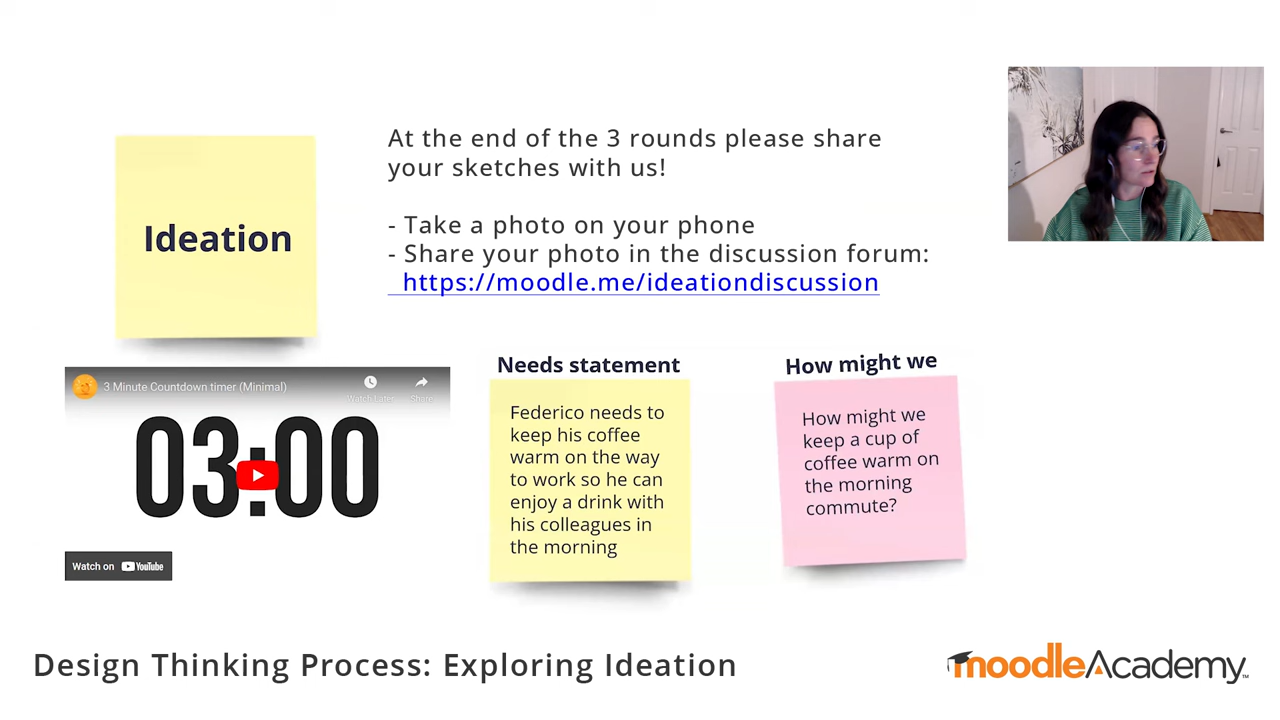 At the end of the 3 rounds please share
your sketches with us!
Ideation
- Take a photo on your phone
- Share your photo in the discussion forum:
https://moodle.me/ideationdiscussion
3 Minute Countdown timer (Minimal)
Watch Later
Share
03:00
Watch on YouTube
Needs statement
Federico needs to
keep his coffee
warm on the way
to work so he can
enjoy a drink with
his colleagues in
the morning
How might we
How might we
keep a cup of
coffee warm on
the morning
commute?
Design Thinking Process: Exploring Ideation
moodleAcademy™